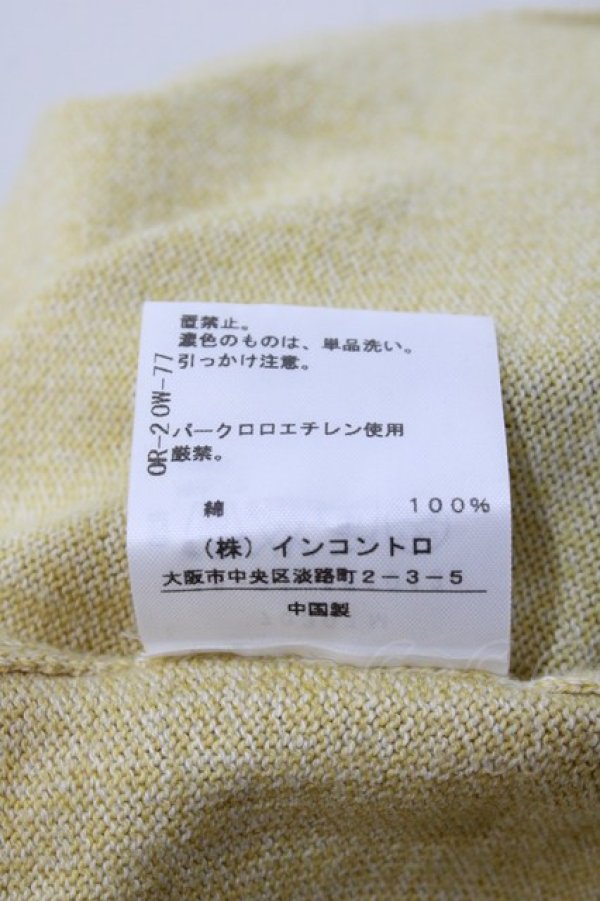 置禁止。
濃色のものは、単品洗い。
引っかけ注意。
OR-20W-77
パークロロエチレン使用
厳禁。
綿 100%
（株）インコントロ
大阪市中央区淡路町2-3-5
中国製